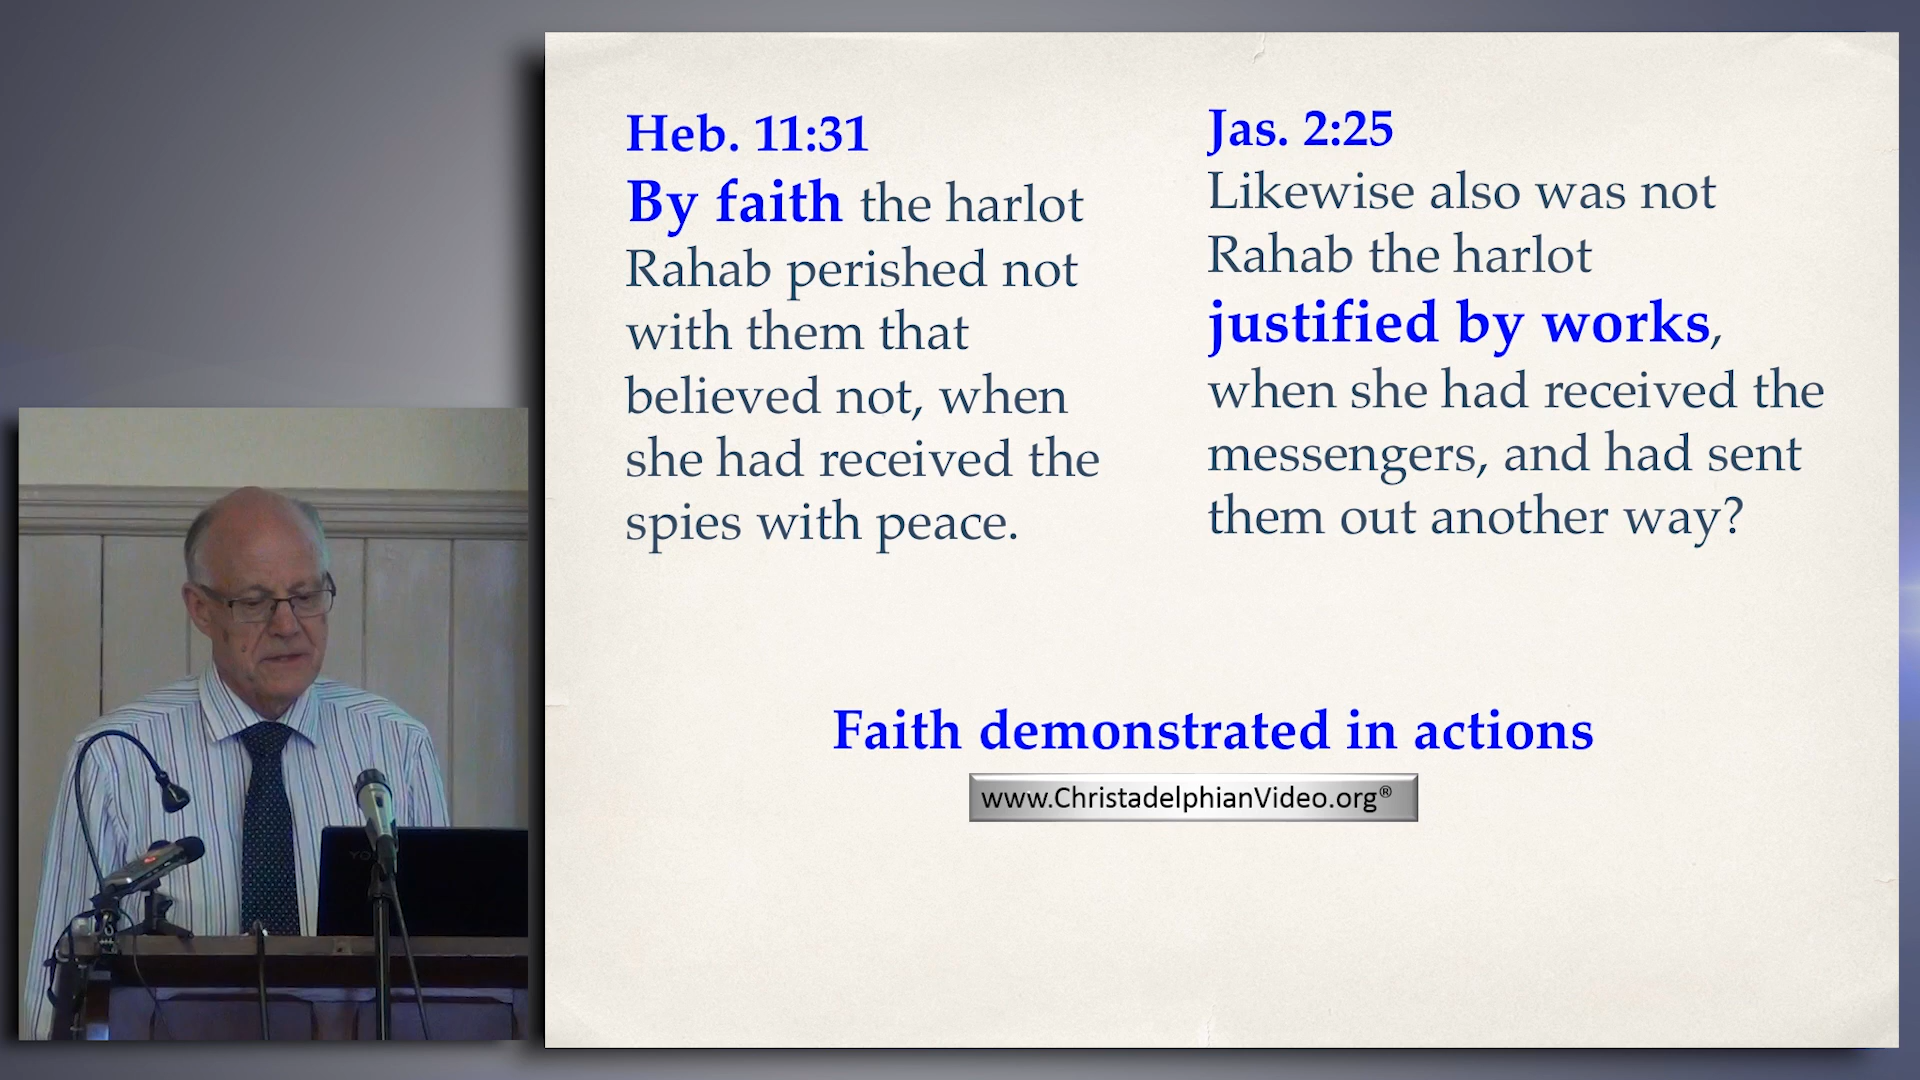 Heb. 11:31
By faith the harlot
Rahab perished not
with them that
believed not, when
she had received the
spies with peace.
Jas. 2:25
Likewise also was not
Rahab the harlot
justified by works,
when she had received the
messengers, and had sent
them out another way?
Faith demonstrated in actions
www.ChristadelphianVideo.org®